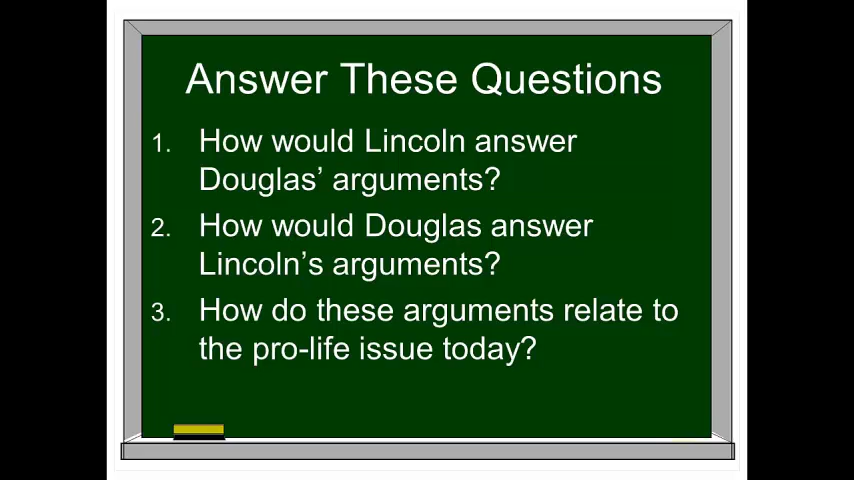 Answer These Questions
1. How would Lincoln answer
Douglas’ arguments?
2. How would Douglas answer
Lincoln’s arguments?
3. How do these arguments relate to
the pro-life issue today?